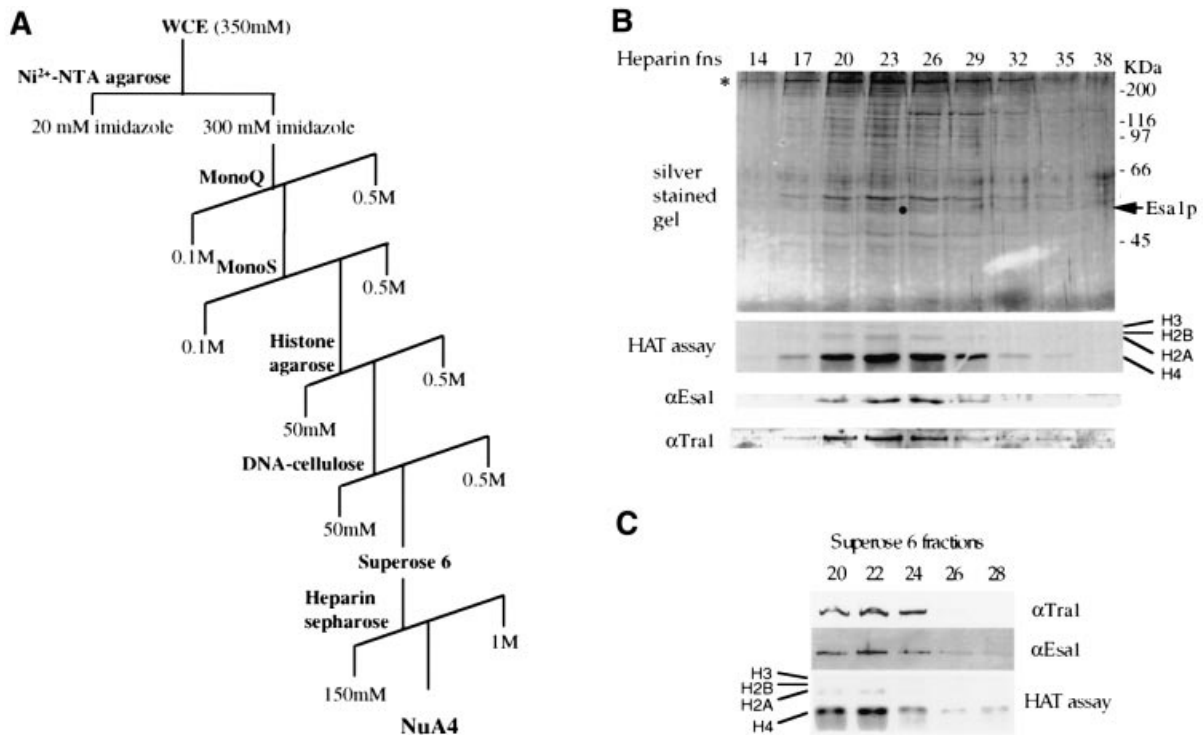 A
WCE (350mM)
Ni²⁺-NTA agarose
20 mM imidazole
300 mM imidazole
MonoQ
0.5M
0.1M
MonoS
0.5M
0.1M
Histone
agarose
0.5M
50mM
DNA-cellulose
0.5M
50mM
Superose 6
Heparin
sepharose
1M
150mM
NuA4
B
Heparin fns 14 17 20 23 26 29 32 35 38
KDa
*
-200
-116
-97
- 66
silver
stained
gel
Esa1p
- 45
HAT assay
H3
H2B
H2A
H4
αEsa1
αTra1
C
Superose 6 fractions
20 22 24 26 28
αTra1
αEsa1
H3
H2B
H2A
H4
HAT assay